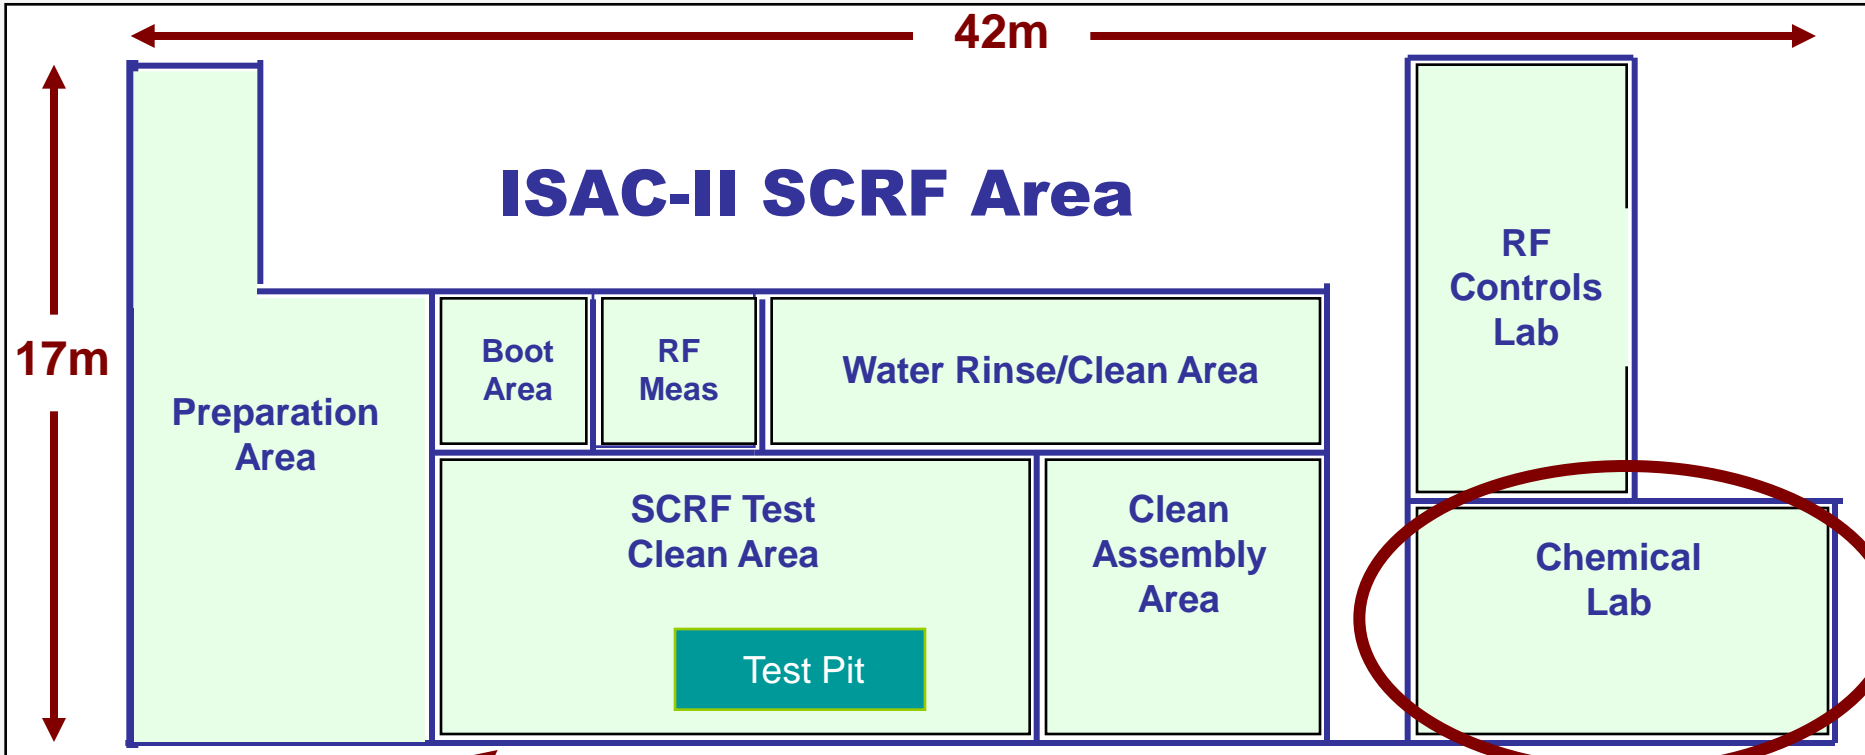 42m
ISAC-II SCRF Area
17m
Preparation
Area
Boot
Area
RF
Meas
Water Rinse/Clean Area
RF
Controls
Lab
SCRF Test
Clean Area
Test Pit
Clean
Assembly
Area
Chemical
Lab